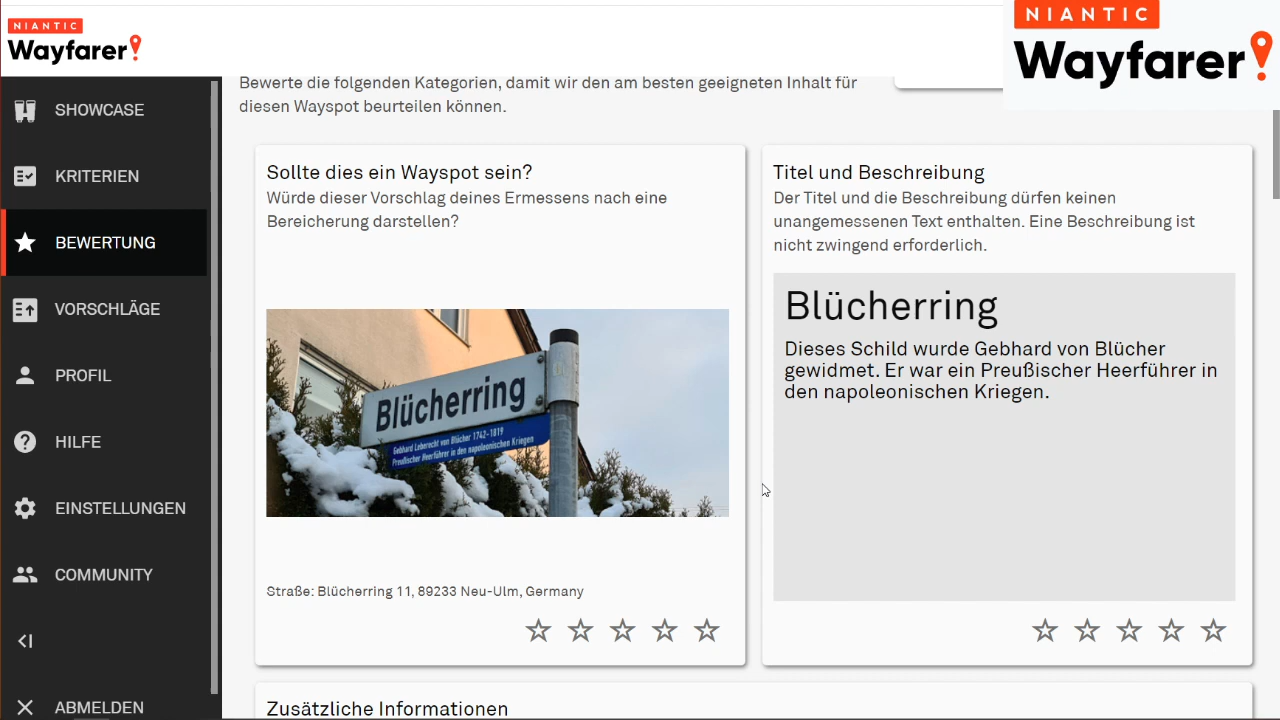 NIANTIC
Wayfarer!
NIANTIC
Wayfarer!
SHOWCASE
KRITERIEN
BEWERTUNG
VORSCHLÄGE
PROFIL
HILFE
EINSTELLUNGEN
COMMUNITY
ABMELDEN
Bewerte die folgenden Kategorien, damit wir den am besten geeigneten Inhalt für
diesen Wayspot beurteilen können.
Sollte dies ein Wayspot sein?
Würde dieser Vorschlag deines Ermessens nach eine
Bereicherung darstellen?
Blücherring
Gebhard Leberecht von Blücher 1742-1819
Preußischer Heerführer in den napoleonischen Kriegen
Straße: Blücherring 11, 89233 Neu-Ulm, Germany
Titel und Beschreibung
Der Titel und die Beschreibung dürfen keinen
unangemessenen Text enthalten. Eine Beschreibung ist
nicht zwingend erforderlich.
Blücherring
Dieses Schild wurde Gebhard von Blücher
gewidmet. Er war ein Preußischer Heerführer in
den napoleonischen Kriegen.
Zusätzliche Informationen